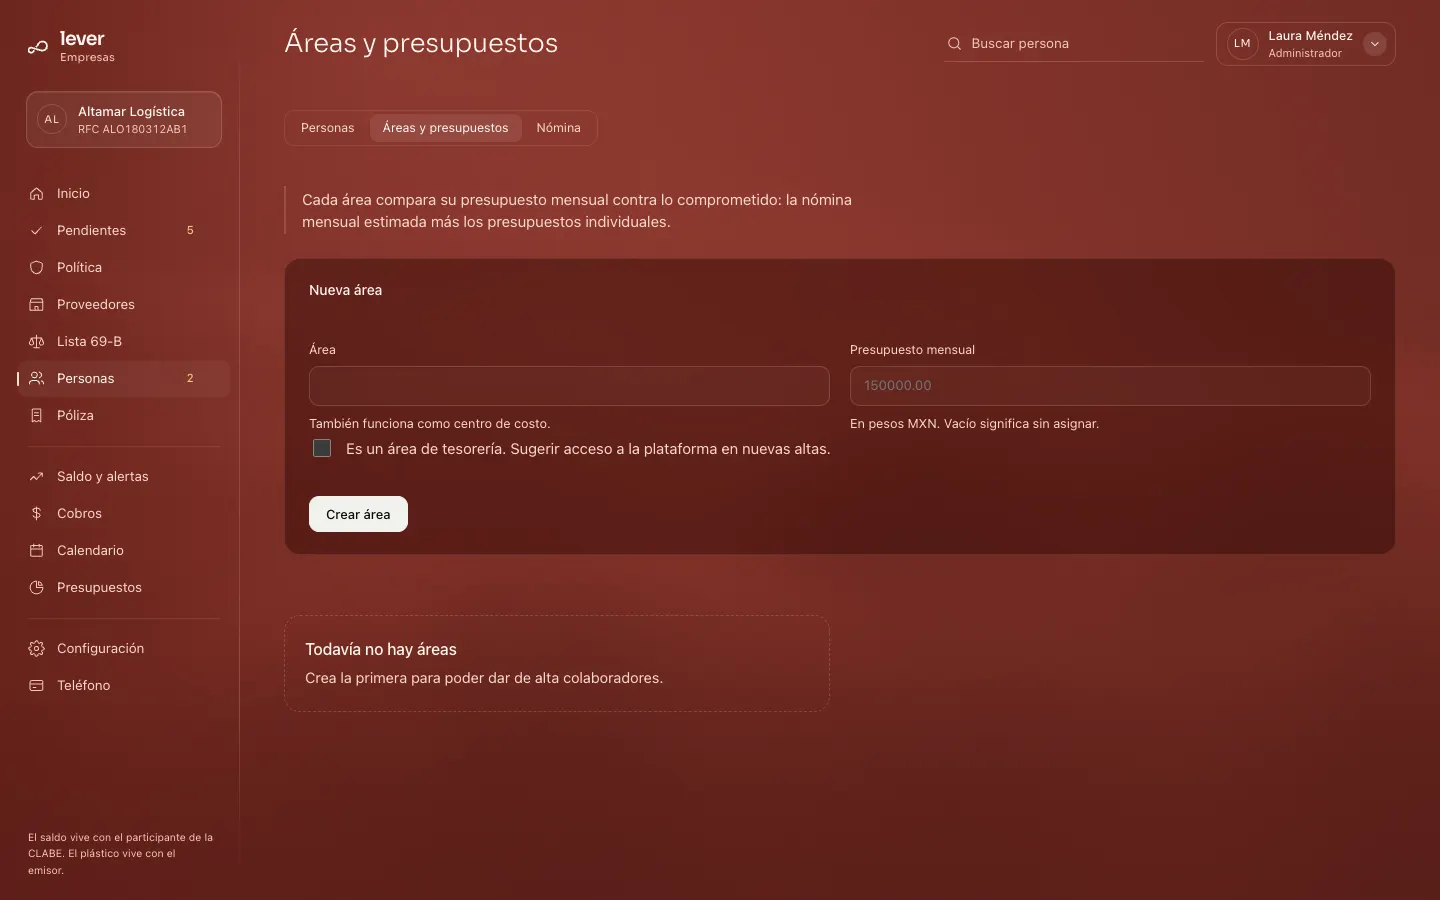 lever
Empresas
AL
Altamar Logística
RFC ALO180312AB1
Inicio
Pendientes 5
Política
Proveedores
Lista 69-B
Personas 2
Póliza
Saldo y alertas
Cobros
Calendario
Presupuestos
Configuración
Teléfono
El saldo vive con el participante de la
CLABE. El plástico vive con el
emisor.
Áreas y presupuestos
Buscar persona
LM
Laura Méndez
Administrador
Personas Áreas y presupuestos Nómina
Cada área compara su presupuesto mensual contra lo comprometido: la nómina
mensual estimada más los presupuestos individuales.
Nueva área
Área
También funciona como centro de costo.
Presupuesto mensual
150000.00
En pesos MXN. Vacío significa sin asignar.
Es un área de tesorería. Sugerir acceso a la plataforma en nuevas altas.
Crear área
Todavía no hay áreas
Crea la primera para poder dar de alta colaboradores.